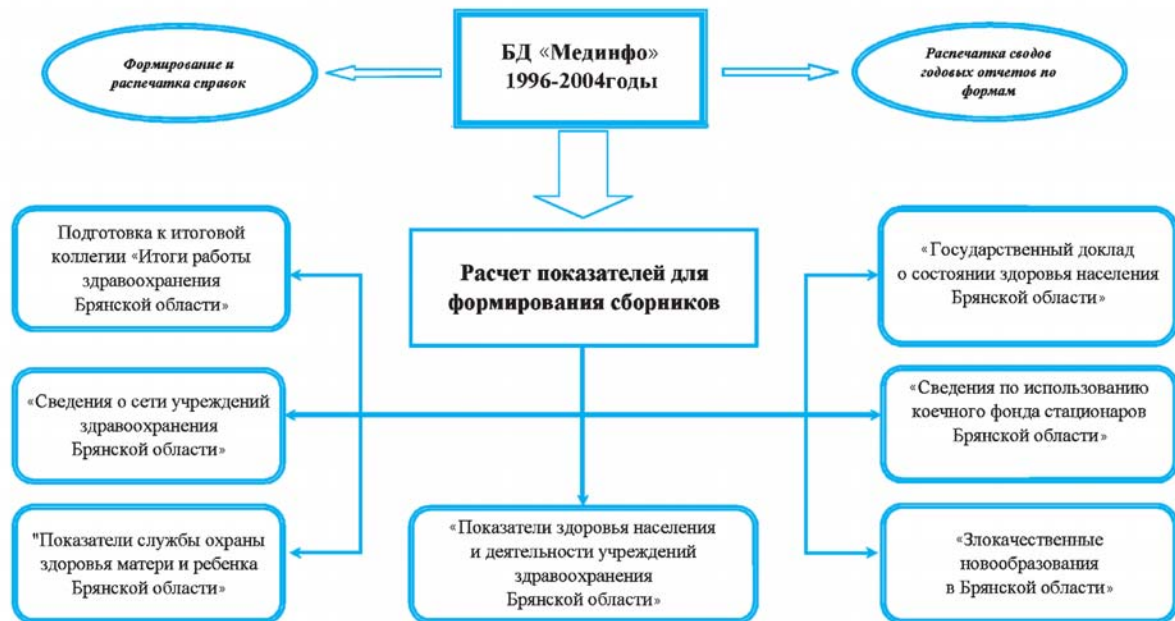 БД «Мединфо»
1996-2004годы
Формирование и
распечатка справок
Распечатка сводов
годовых отчетов по
формам
Расчет показателей для
формирования сборников
Подготовка к итоговой
коллегии «Итоги работы
здравоохранения
Брянской области»
«Государственный доклад
о состоянии здоровья населения
Брянской области»
«Сведения о сети учреждений
здравоохранения
Брянской области»
«Сведения по использованию
коечного фонда стационаров
Брянской области»
"Показатели службы охраны
здоровья матери и ребенка
Брянской области»
«Показатели здоровья населения
и деятельности учреждений
здравоохранения
Брянской области»
«Злокачественные
новообразования
в Брянской области»